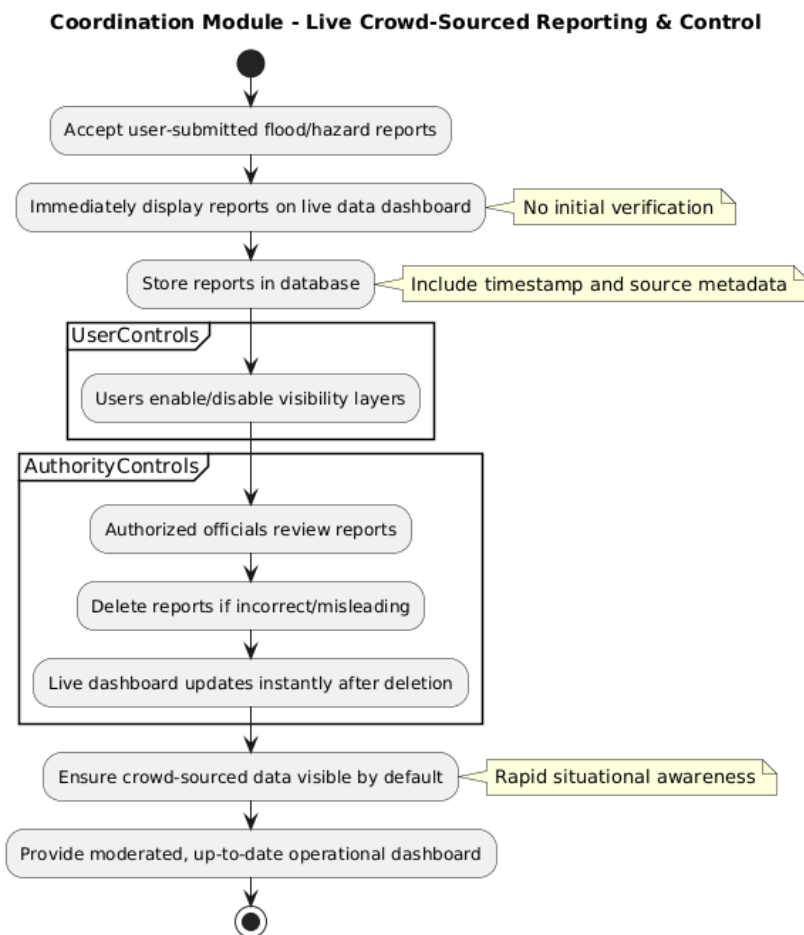 Coordination Module - Live Crowd-Sourced Reporting & Control
Accept user-submitted flood/hazard reports
Immediately display reports on live data dashboard
No initial verification
Store reports in database
Include timestamp and source metadata
UserControls
Users enable/disable visibility layers
AuthorityControls
Authorized officials review reports
Delete reports if incorrect/misleading
Live dashboard updates instantly after deletion
Ensure crowd-sourced data visible by default
Rapid situational awareness
Provide moderated, up-to-date operational dashboard